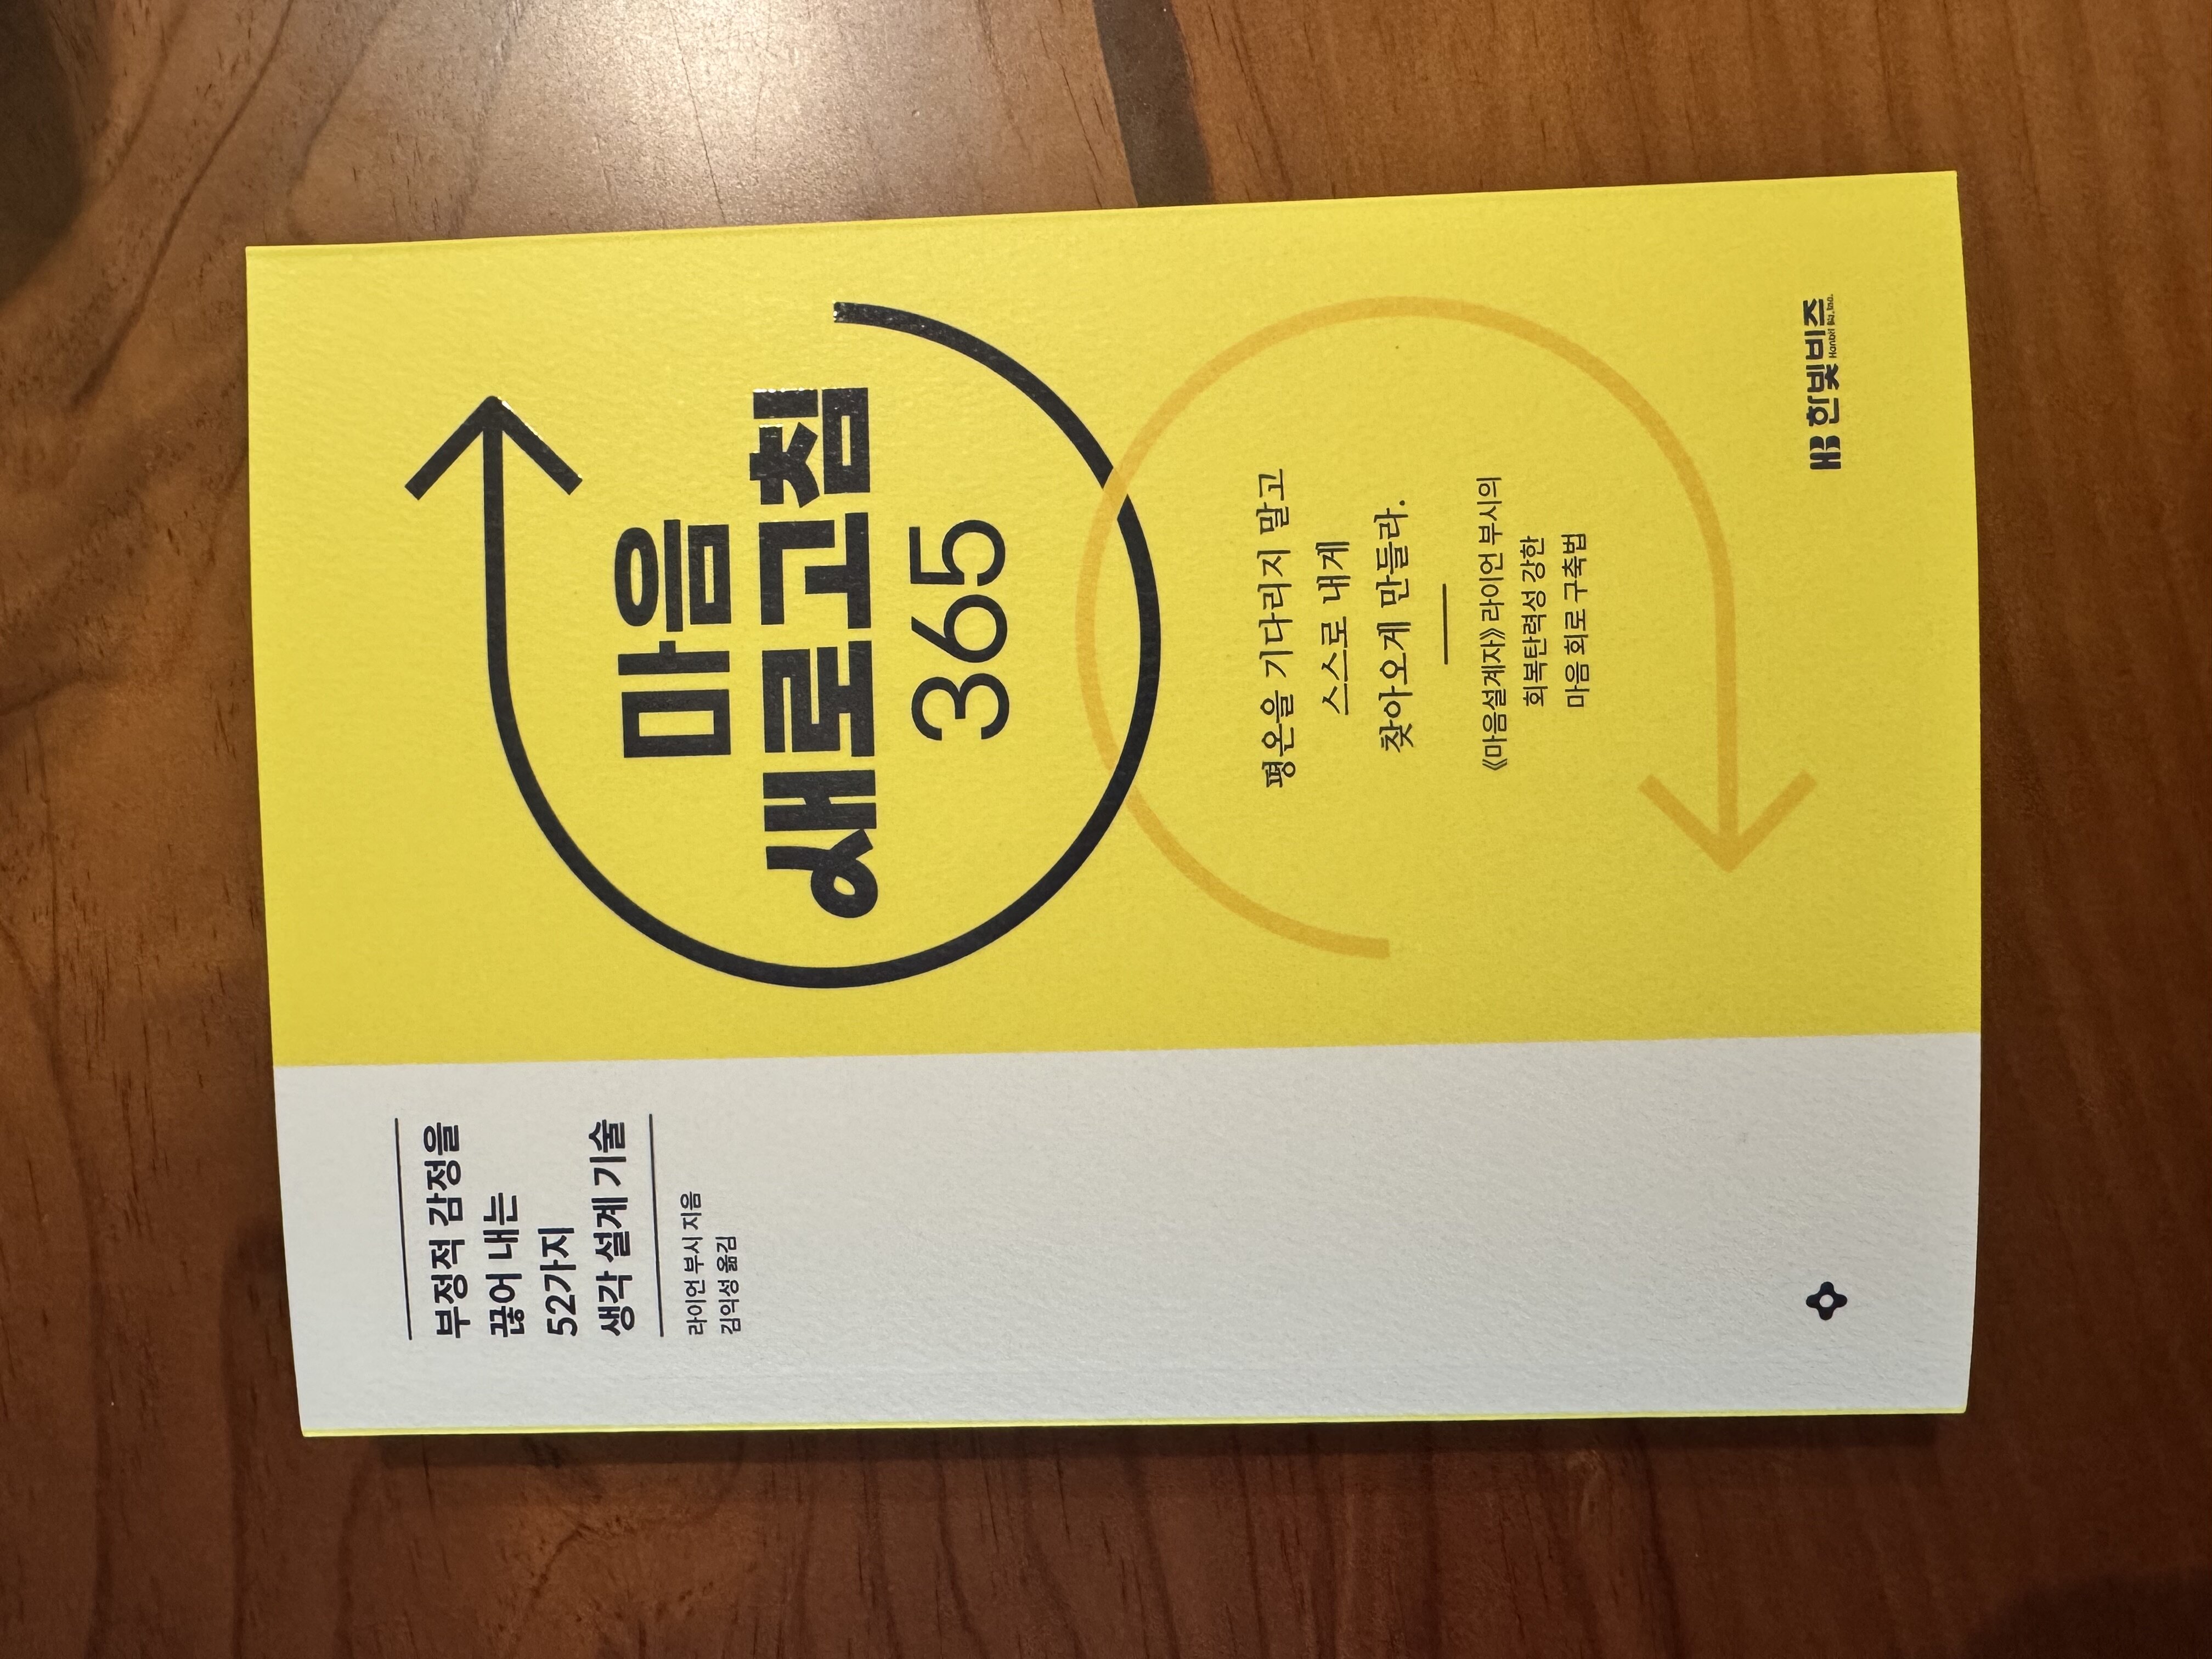 부정적 감정을
끊어 내는
52가지
생각 설계 기술
라이언 부시 지음
김익성 옮김
마음
새로고침
365
평온을 기다리지 말고
스스로 내게
찾아오게 만들라.
《마음설계자》 라이언 부시의
회복탄력성 강한
마음 회로 구축법
HB 한빛비즈
Hanbit Biz, Inc.